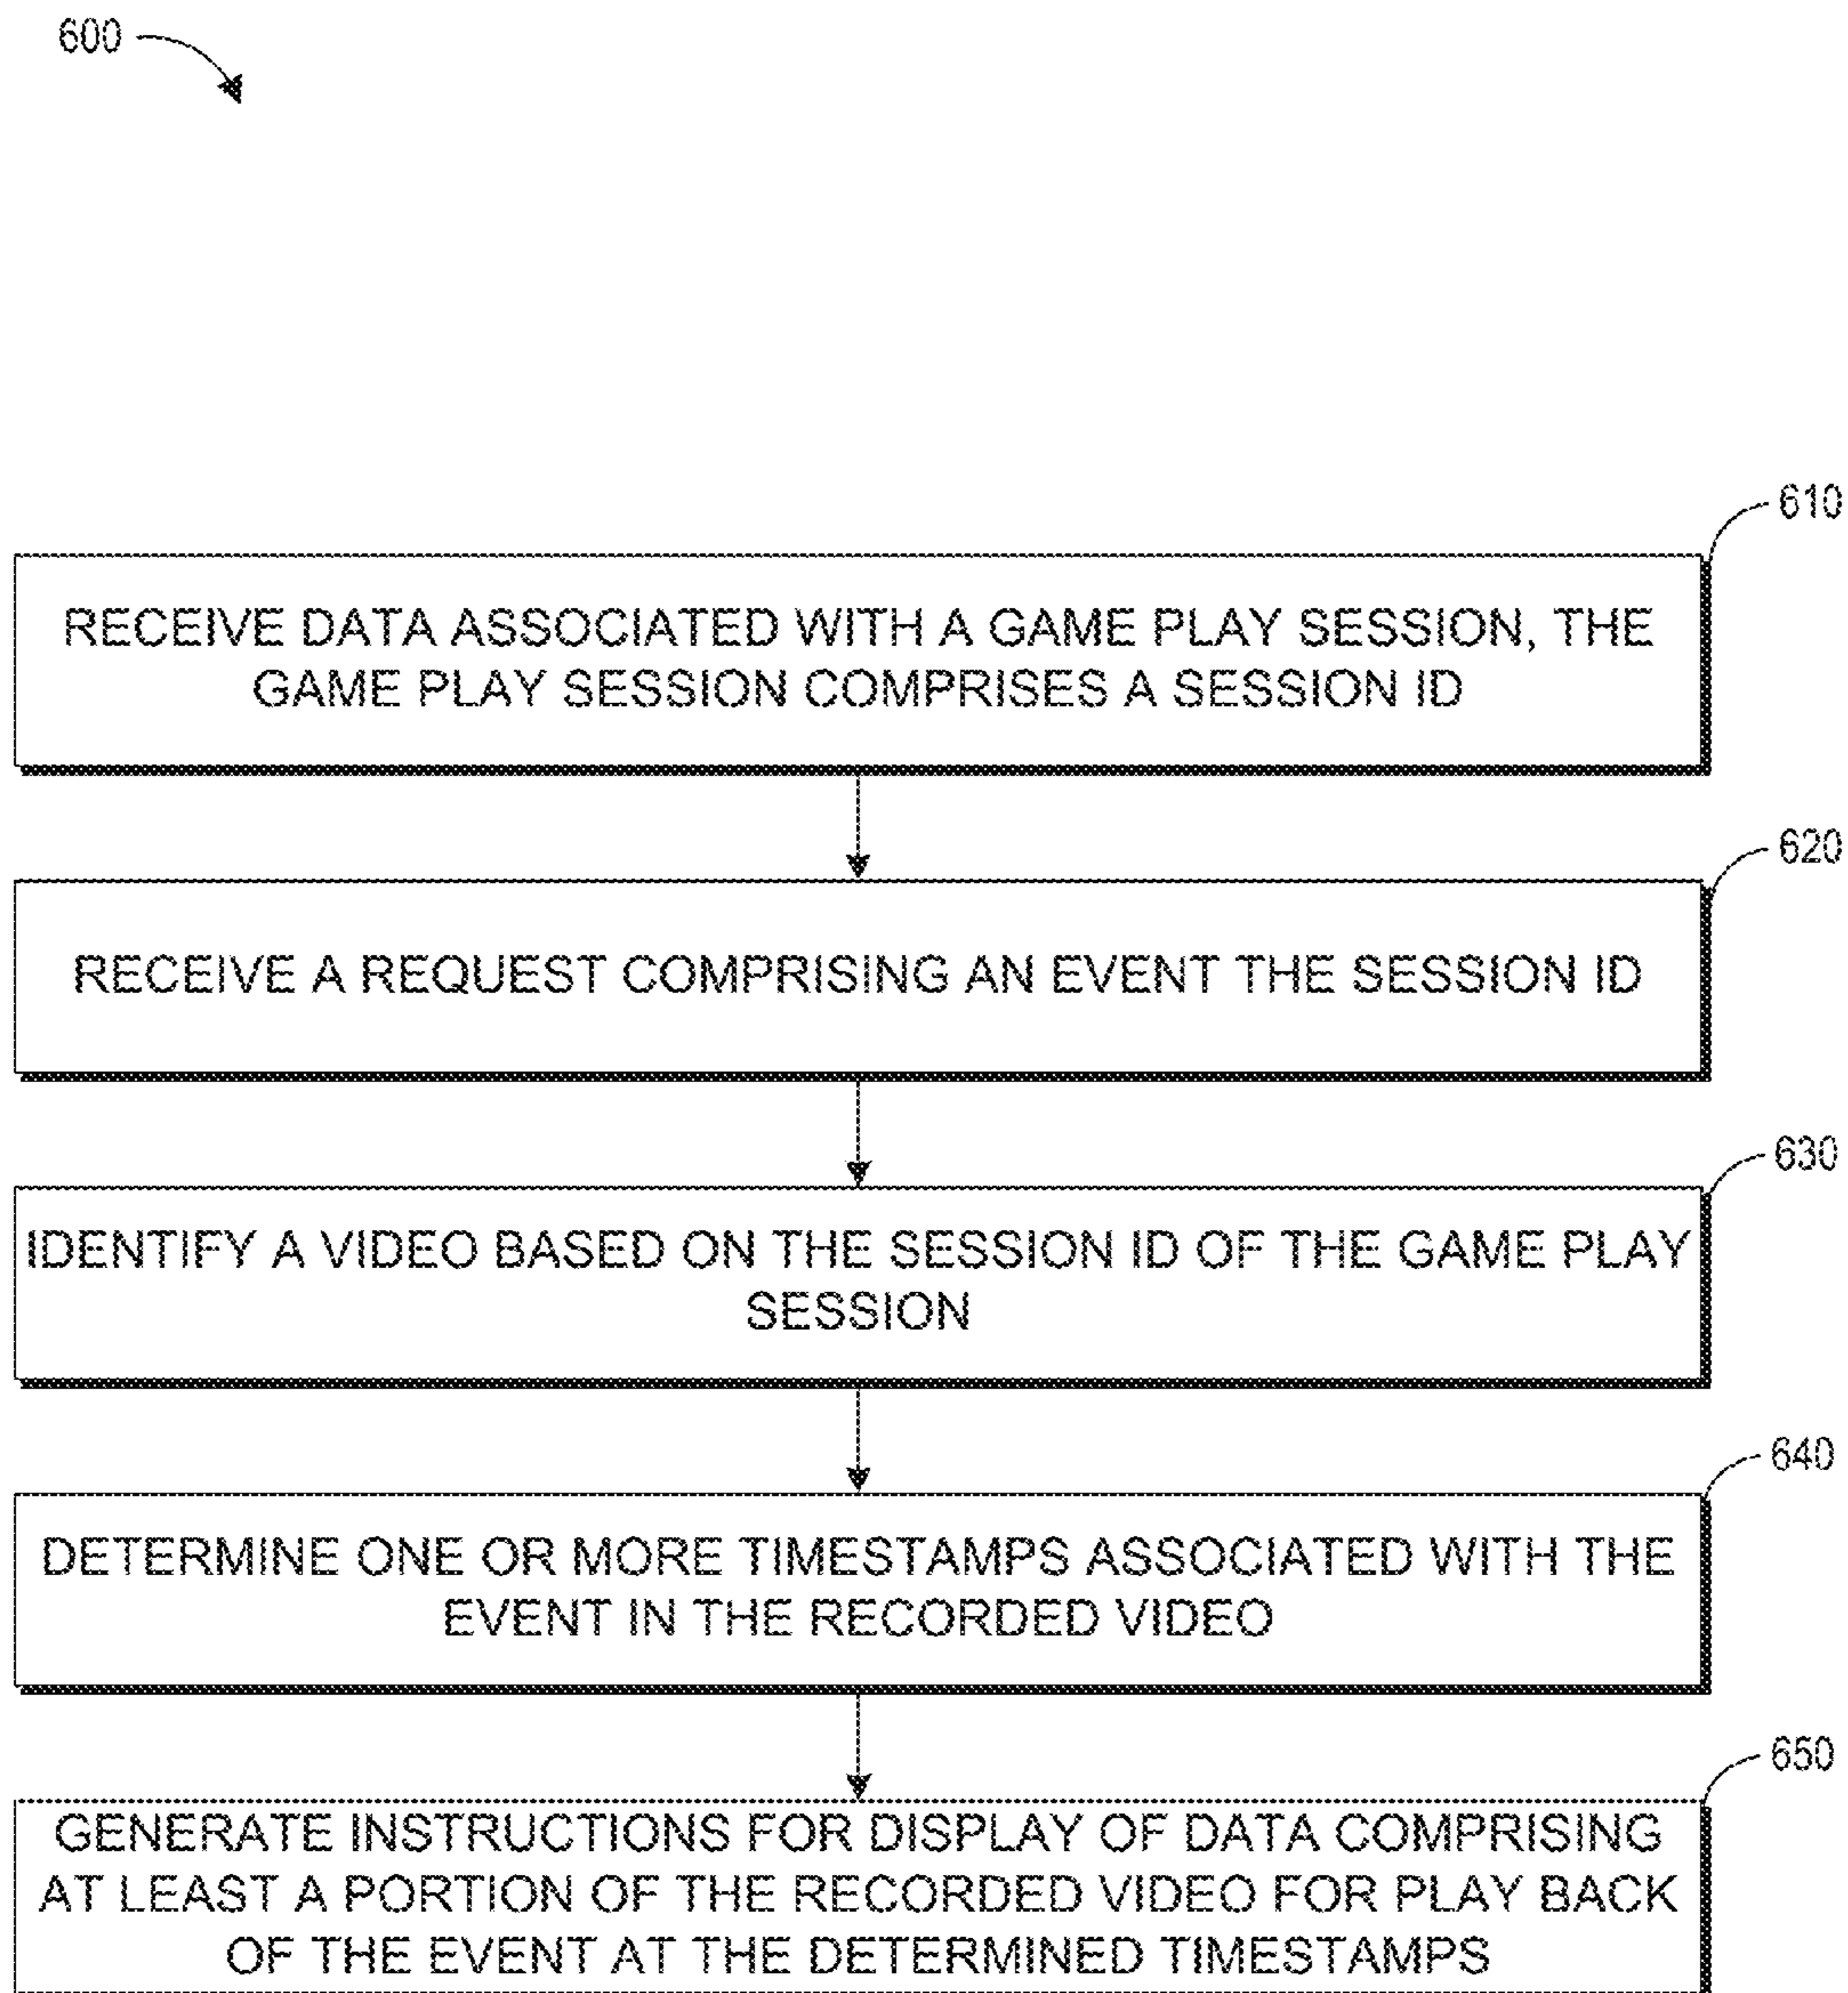 600
610
RECEIVE DATA ASSOCIATED WITH A GAME PLAY SESSION, THE
GAME PLAY SESSION COMPRISES A SESSION ID
620
RECEIVE A REQUEST COMPRISING AN EVENT THE SESSION ID
630
IDENTIFY A VIDEO BASED ON THE SESSION ID OF THE GAME PLAY
SESSION
640
DETERMINE ONE OR MORE TIMESTAMPS ASSOCIATED WITH THE
EVENT IN THE RECORDED VIDEO
650
GENERATE INSTRUCTIONS FOR DISPLAY OF DATA COMPRISING
AT LEAST A PORTION OF THE RECORDED VIDEO FOR PLAY BACK
OF THE EVENT AT THE DETERMINED TIMESTAMPS